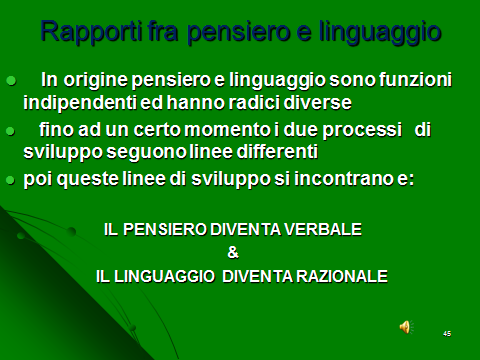 Rapporti fra pensiero e linguaggio
In origine pensiero e linguaggio sono funzioni
indipendenti ed hanno radici diverse
fino ad un certo momento i due processi di
sviluppo seguono linee differenti
poi queste linee di sviluppo si incontrano e:
IL PENSIERO DIVENTA VERBALE
&
IL LINGUAGGIO DIVENTA RAZIONALE
45